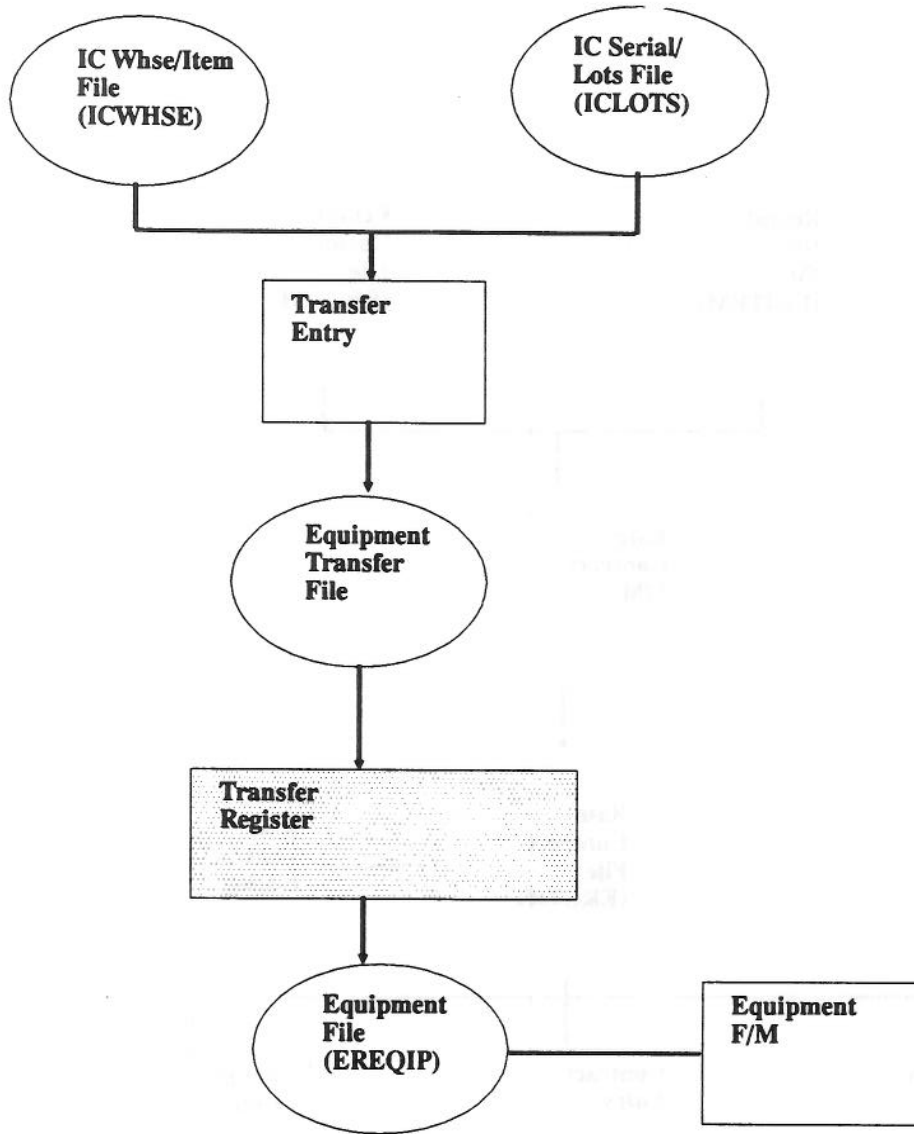 IC Whse/Item
File
(ICWHSE)
IC Serial/
Lots File
(ICLOTS)
Transfer
Entry
Equipment
Transfer
File
Transfer
Register
Equipment
File
(EREQIP)
Equipment
F/M